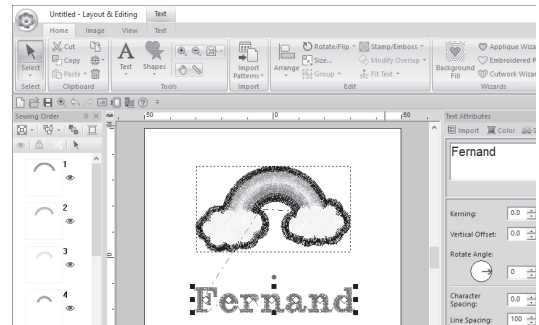 Untitled - Layout & Editing Text
Home Image View Text
Select
Cut
Copy
Paste
Text
Shapes
Import Patterns
Arrange
Rotate/Flip
Size...
Group
Stamp/Emboss
Modify Overlap
Fit Text
Background Fill
Applique Wiza
Embroidered P
Cutwork Wiza
Select Clipboard Tools Import Edit Wizards
Sewing Order
50 0 50
0
1
2
3
4
Fernand
Text Attributes
Import Color S
Fernand
Kerning: 0.0
Vertical Offset: 0.0
Rotate Angle:
0
Character Spacing: 0.0
Line Spacing: 100